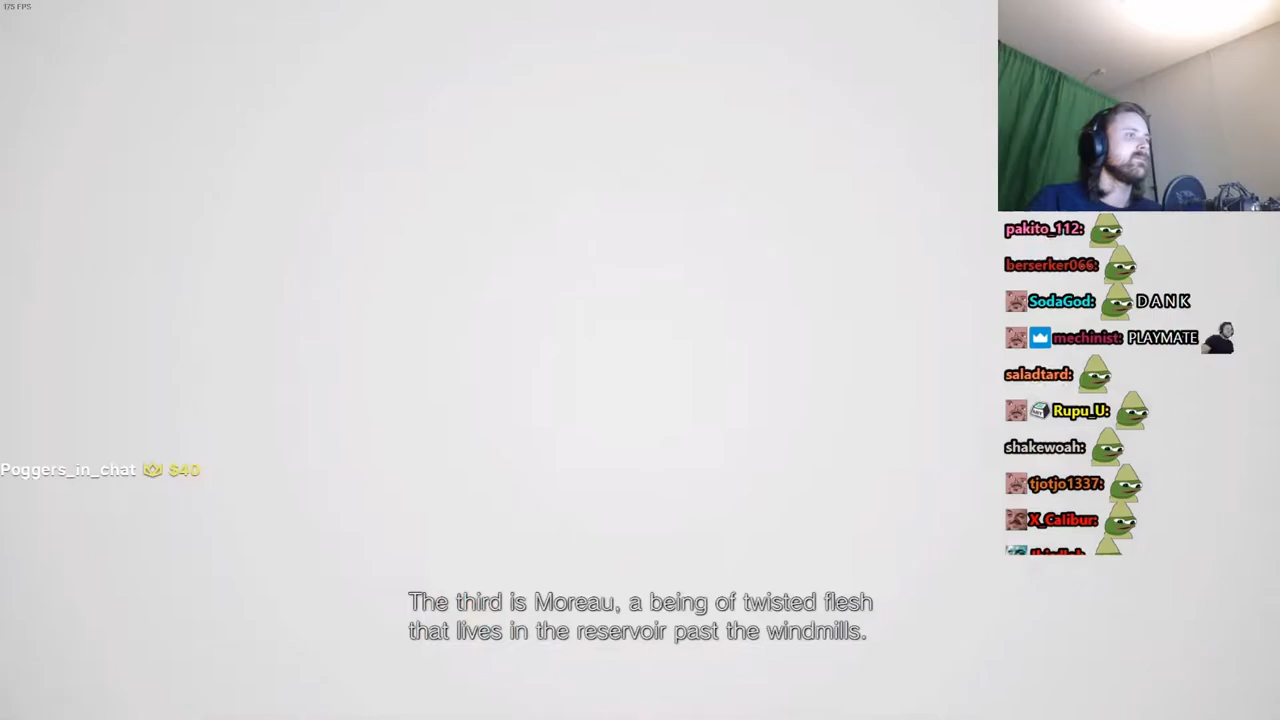 175 FPS
pakito_112:
berserker066:
SodaGod: D A N K
mechinist: PLAYMATE
saladtard:
Rupu_U:
shakewoah:
tjotjo1337:
X_Calibur:
Poggers_in_chat $40
The third is Moreau, a being of twisted flesh
that lives in the reservoir past the windmills.